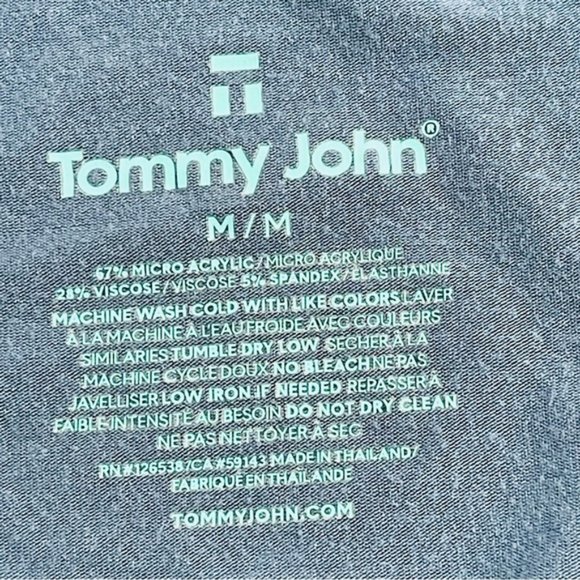 Tommy John®
M/M
67% MICRO ACRYLIC/MICRO ACRYLIQUE
28% VISCOSE/VISCOSE 5% SPANDEX/ÉLASTHANNE
MACHINE WASH COLD WITH LIKE COLORS LAVER
À LA MACHINE À L'EAU FROIDE AVEC COULEURS
SIMILARIES TUMBLE DRY LOW SÉCHER À LA
MACHINE CYCLE DOUX NO BLEACH NE PAS
JAVELLISER LOW IRON IF NEEDED REPASSER À
FAIBLE INTENSITÉ AU BESOIN DO NOT DRY CLEAN
NE PAS NETTOYER À SEC
RN #126538/CA #59143 MADE IN THAILAND/
FABRIQUÉ EN THAÏLANDE
TOMMYJOHN.COM